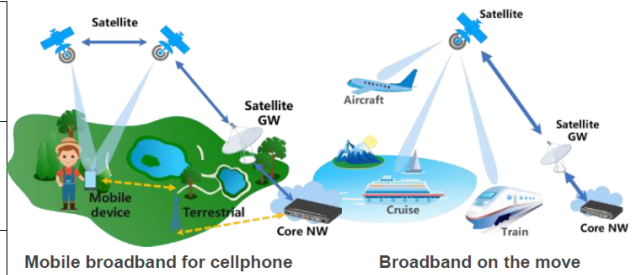 Satellite
Satellite
GW
Mobile
device
Terrestrial
Core NW
Mobile broadband for cellphone
Satellite
Aircraft
Satellite
GW
Cruise
Train
Core NW
Broadband on the move